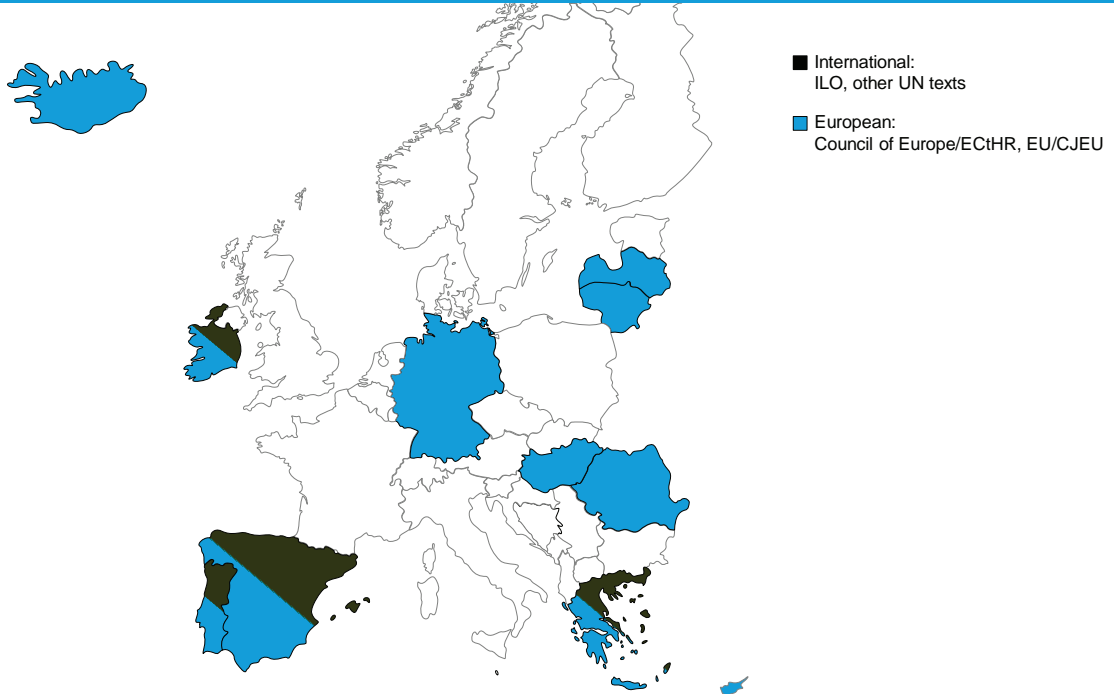 International:
ILO, other UN texts
European:
Council of Europe/ECtHR, EU/CJEU